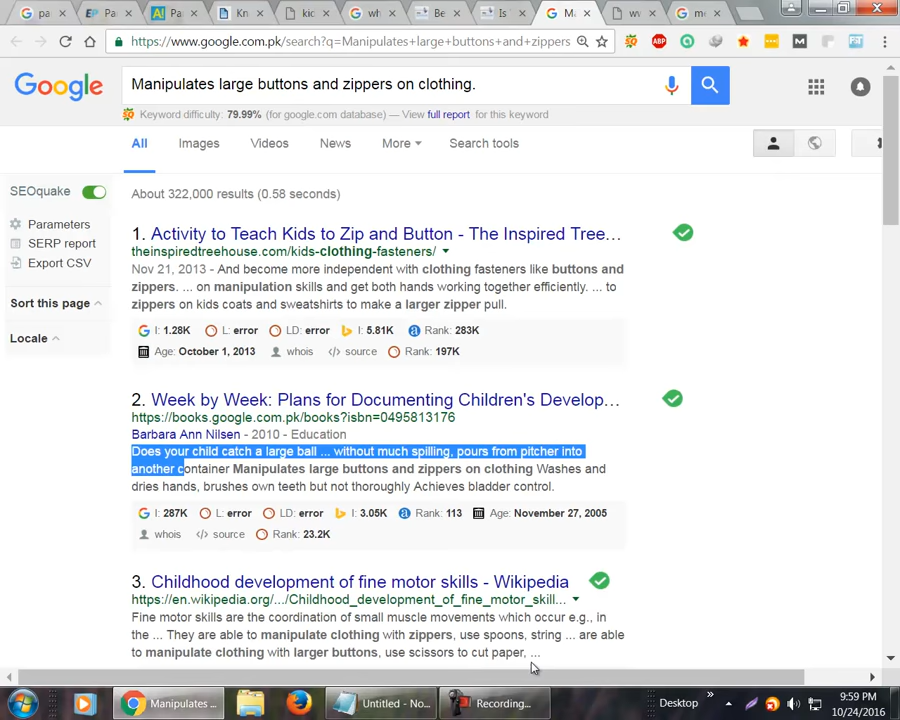 pa
Pa
Pa
Kn
kic
wh
Be
Is
Ma
wv
me
https://www.google.com.pk/search?q=Manipulates+large+buttons+and+zippers
ABP
M
Google
Manipulates large buttons and zippers on clothing.
Keyword difficulty: 79.99% (for google.com database) — View full report for this keyword
All Images Videos News More Search tools
SEOquake
About 322,000 results (0.58 seconds)
Parameters
SERP report
Export CSV
Sort this page
Locale
1. Activity to Teach Kids to Zip and Button - The Inspired Tree...
theinspiredtreehouse.com/kids-clothing-fasteners/
Nov 21, 2013 - And become more independent with clothing fasteners like buttons and
zippers. ... on manipulation skills and get both hands working together efficiently. ... to
zippers on kids coats and sweatshirts to make a larger zipper pull.
I: 1.28K L: error LD: error I: 5.81K Rank: 283K
Age: October 1, 2013 whois </> source Rank: 197K
2. Week by Week: Plans for Documenting Children's Develop...
https://books.google.com.pk/books?isbn=0495813176
Barbara Ann Nilsen - 2010 - Education
Does your child catch a large ball ... without much spilling, pours from pitcher into
another container Manipulates large buttons and zippers on clothing Washes and
dries hands, brushes own teeth but not thoroughly Achieves bladder control.
I: 287K L: error LD: error I: 3.05K Rank: 113 Age: November 27, 2005
whois </> source Rank: 23.2K
3. Childhood development of fine motor skills - Wikipedia
https://en.wikipedia.org/.../Childhood_development_of_fine_motor_skill...
Fine motor skills are the coordination of small muscle movements which occur e.g., in
the ... They are able to manipulate clothing with zippers, use spoons, string ... are able
to manipulate clothing with larger buttons, use scissors to cut paper, ...
Manipulates ...
Untitled - No...
Recording...
Desktop
9:59 PM
10/24/2016